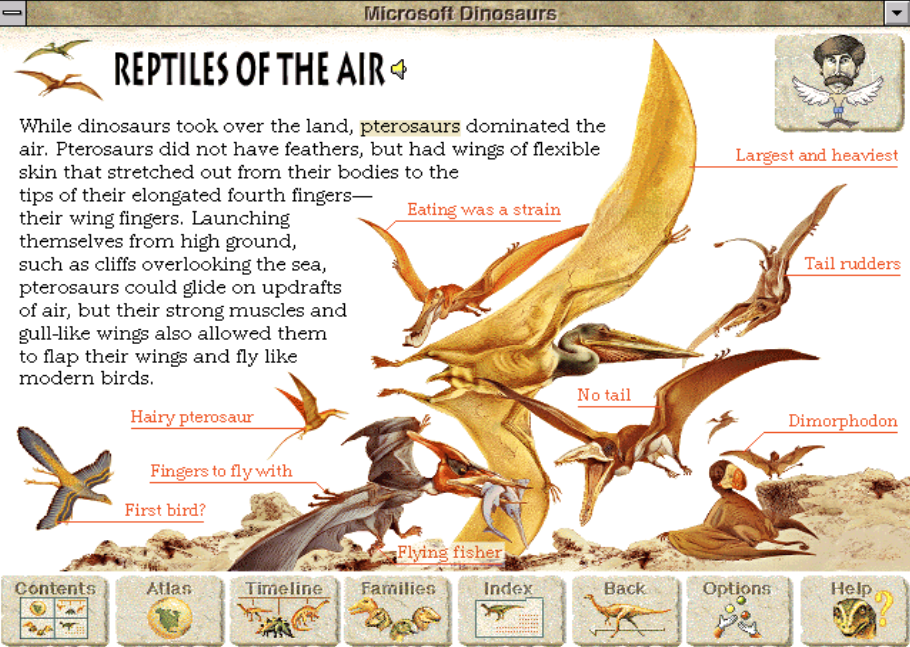 Microsoft Dinosaurs
REPTILES OF THE AIR
While dinosaurs took over the land, pterosaurs dominated the
air. Pterosaurs did not have feathers, but had wings of flexible
skin that stretched out from their bodies to the
tips of their elongated fourth fingers—
their wing fingers. Launching
themselves from high ground,
such as cliffs overlooking the sea,
pterosaurs could glide on updrafts
of air, but their strong muscles and
gull-like wings also allowed them
to flap their wings and fly like
modern birds.
Largest and heaviest
Eating was a strain
Tail rudders
No tail
Hairy pterosaur
Dimorphodon
Fingers to fly with
First bird?
Flying fisher
Contents
Atlas
Timeline
Families
Index
Back
Options
Help